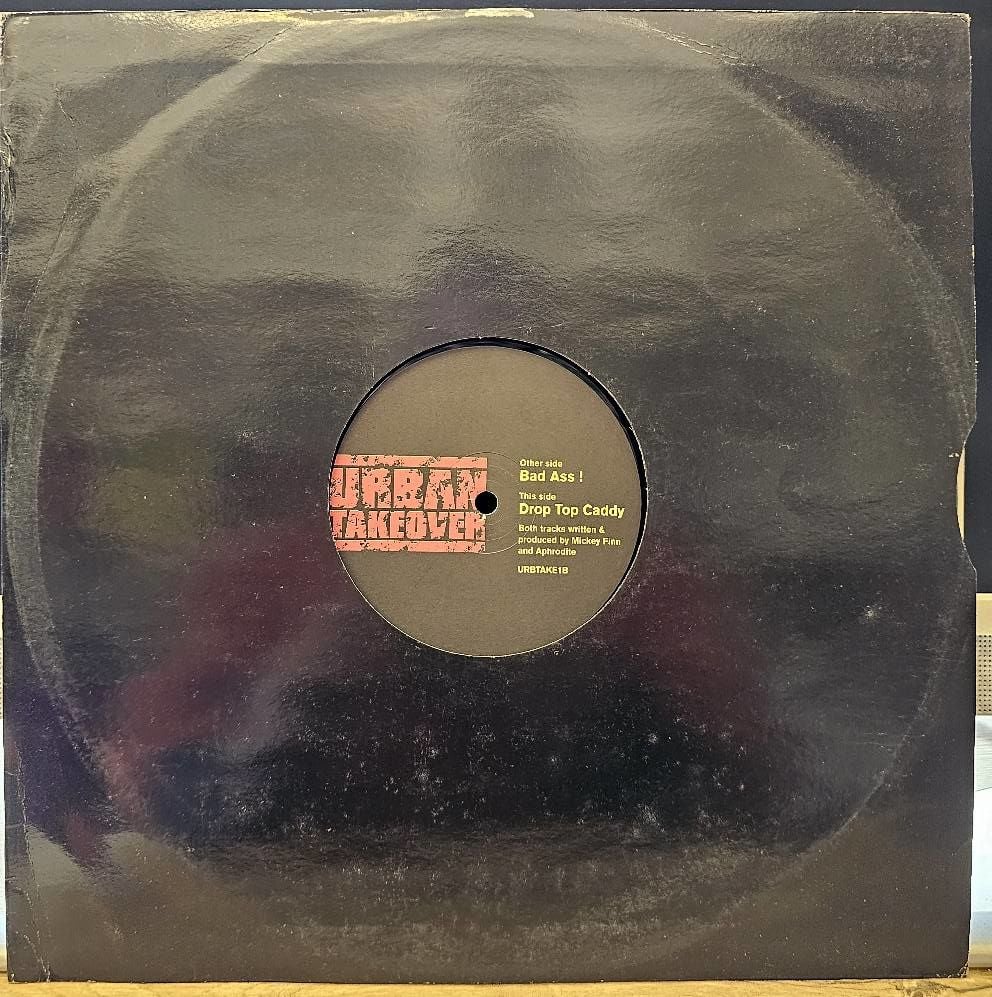 URBAN
TAKEOVER
Other side
Bad Ass !
This side
Drop Top Caddy
Both tracks written &
produced by Mickey Finn
and Aphrodite
URBTAKE1B